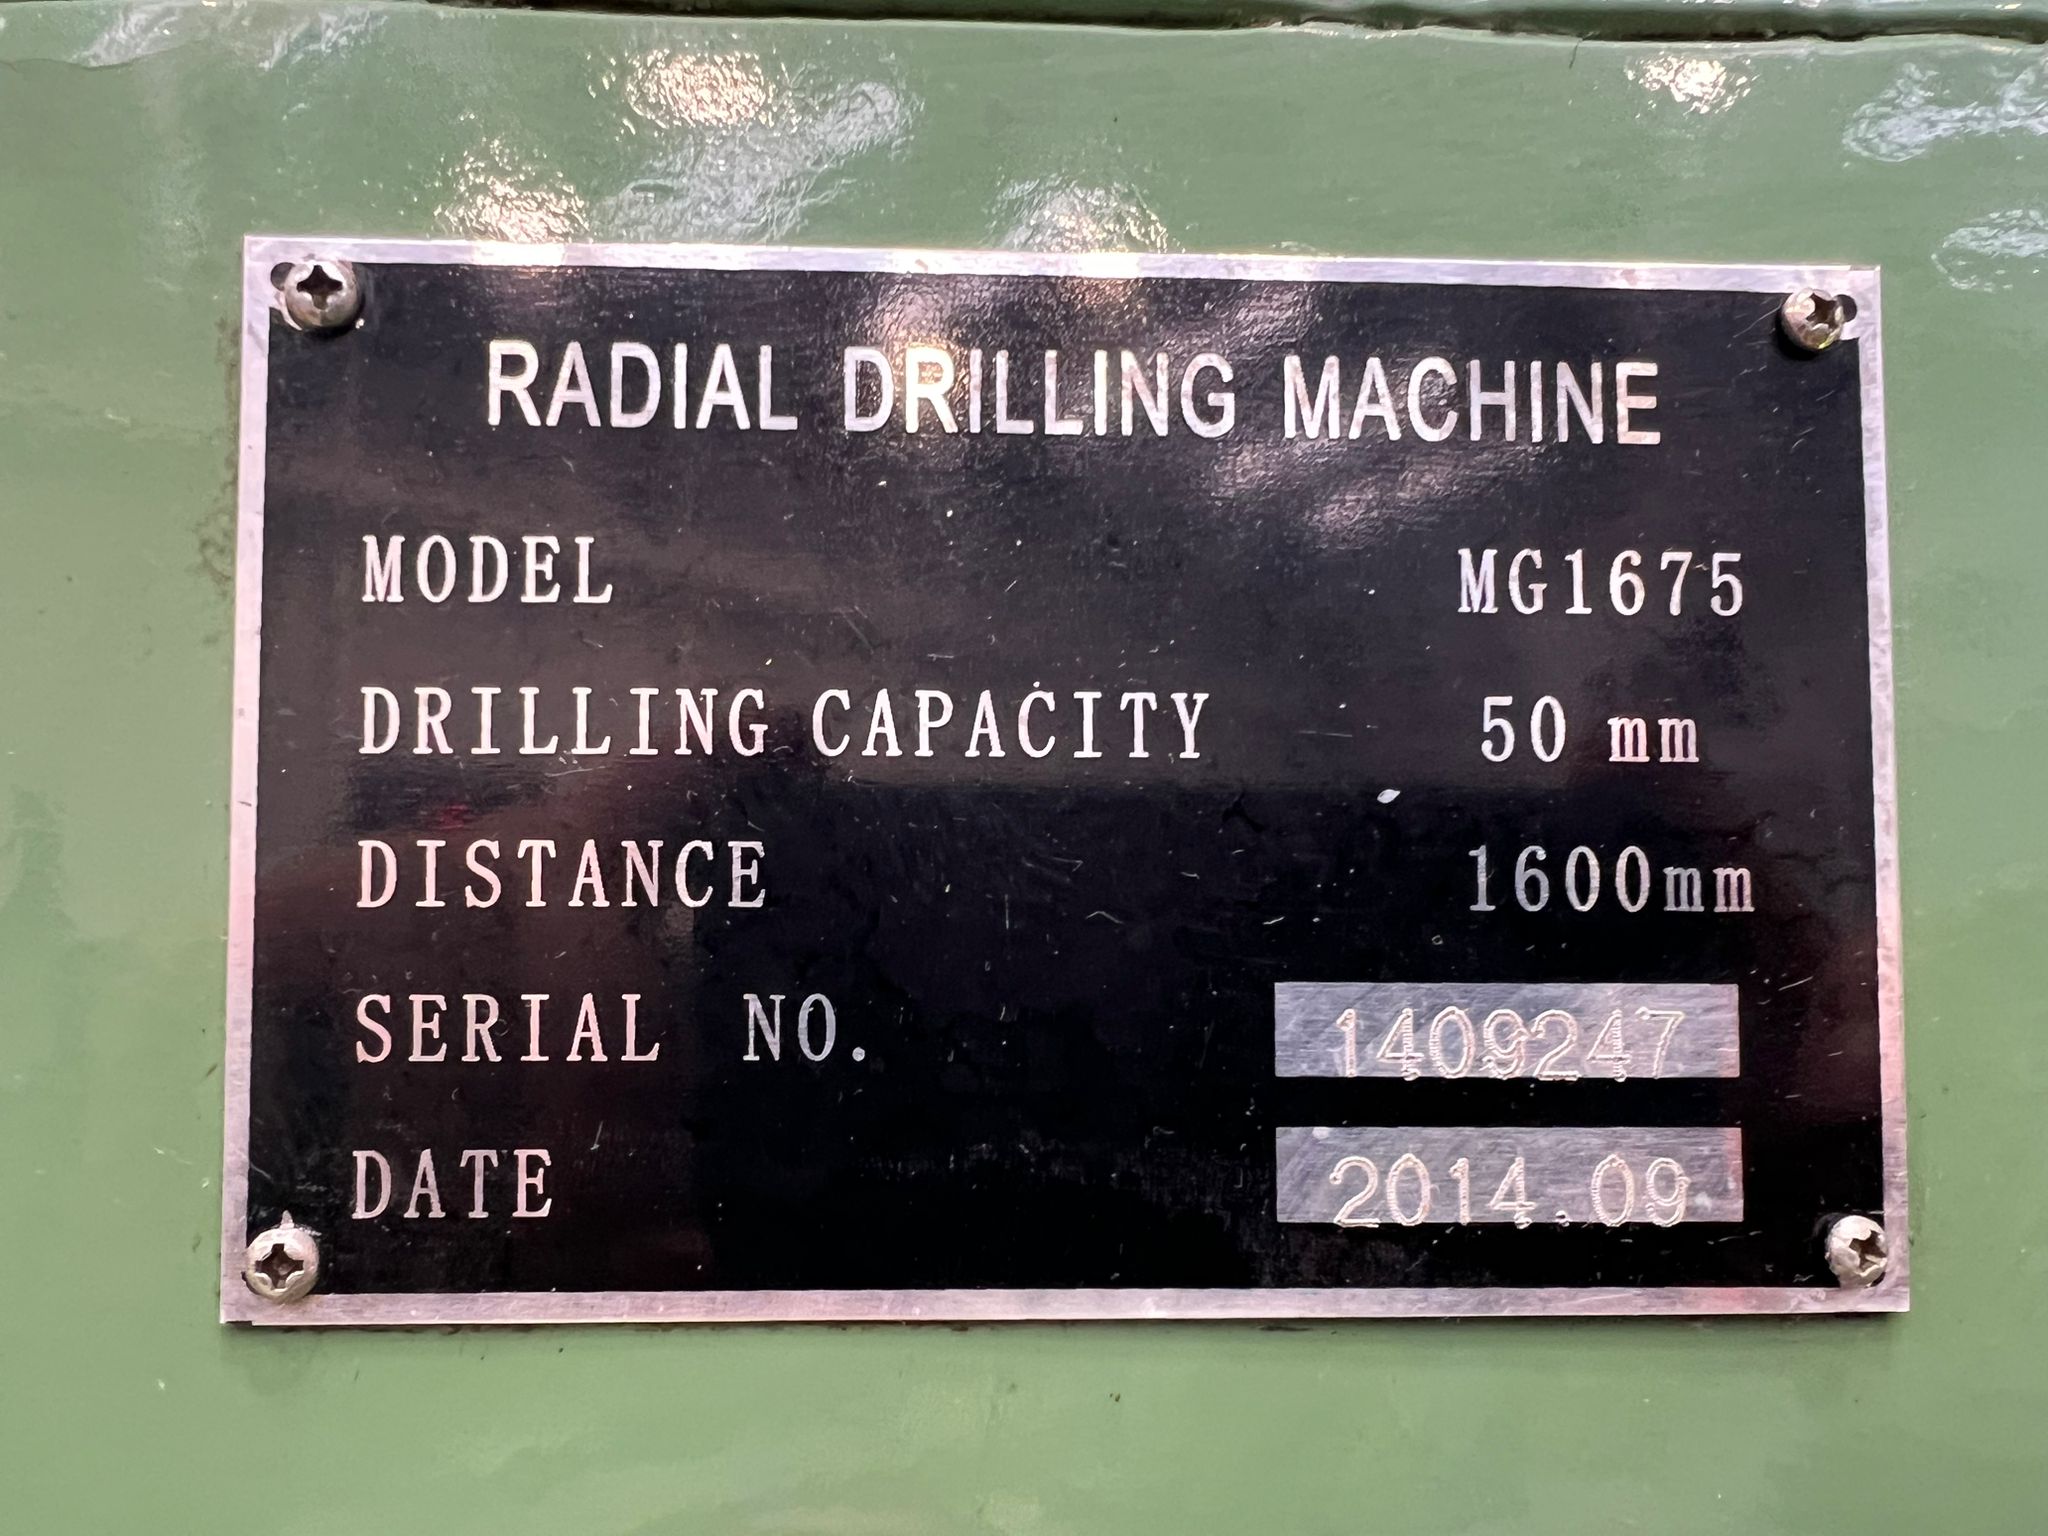 RADIAL DRILLING MACHINE
MODEL MG1675
DRILLING CAPACITY 50 mm
DISTANCE 1600mm
SERIAL NO. 1409247
DATE 2014.09